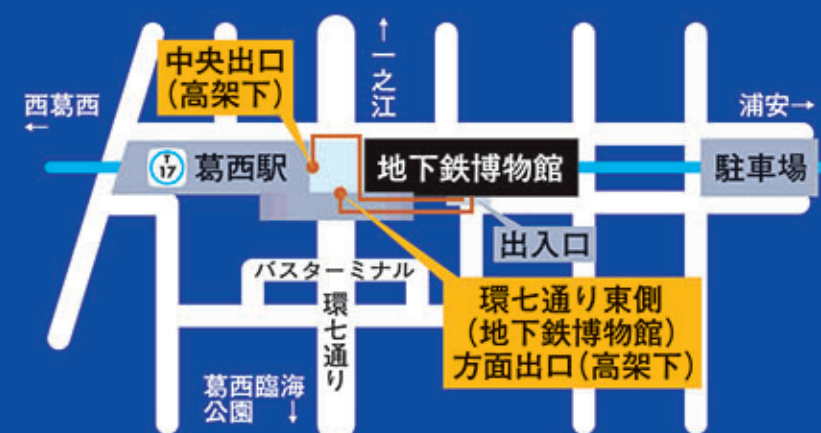 ↑
一之江
中央出口
(高架下)
西葛西
←
浦安→
T
17
葛西駅
地下鉄博物館
駐車場
出入口
バスターミナル
環七通り
環七通り東側
(地下鉄博物館)
方面出口(高架下)
葛西臨海
公園 ↓